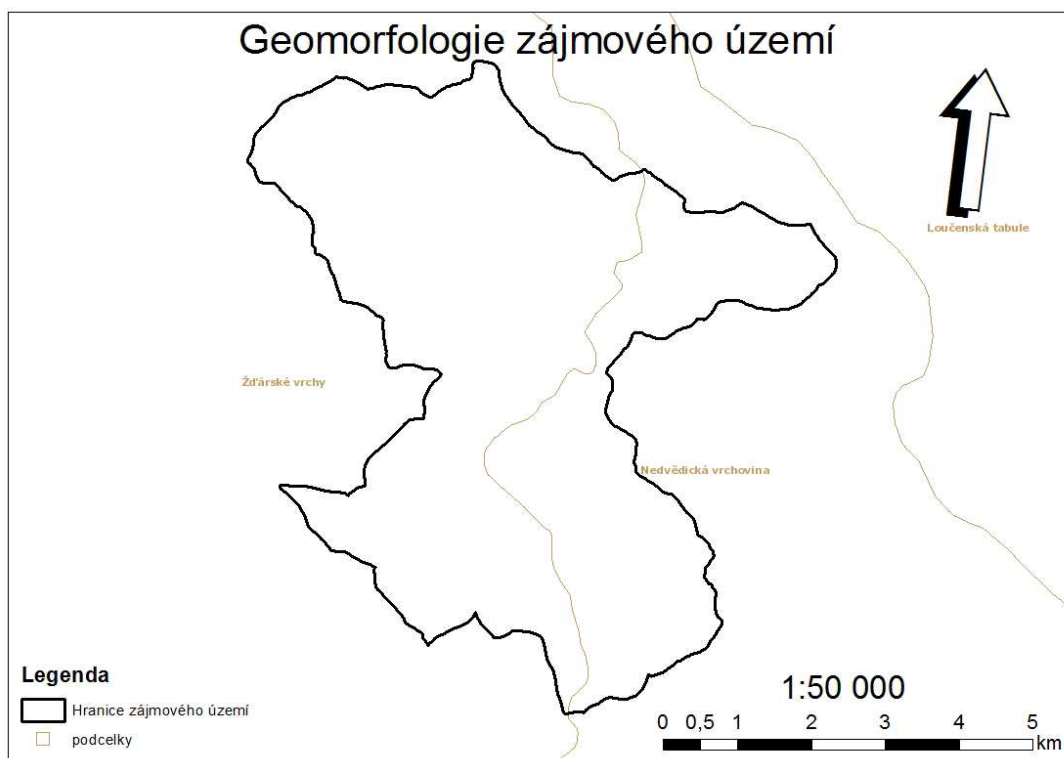 Geomorfologie zájmového území
Loučenská tabule
Žďárské vrchy
Nedvědická vrchovina
Legenda
Hranice zájmového území
podcelky
1:50 000
0 0,5 1 2 3 4 5
km